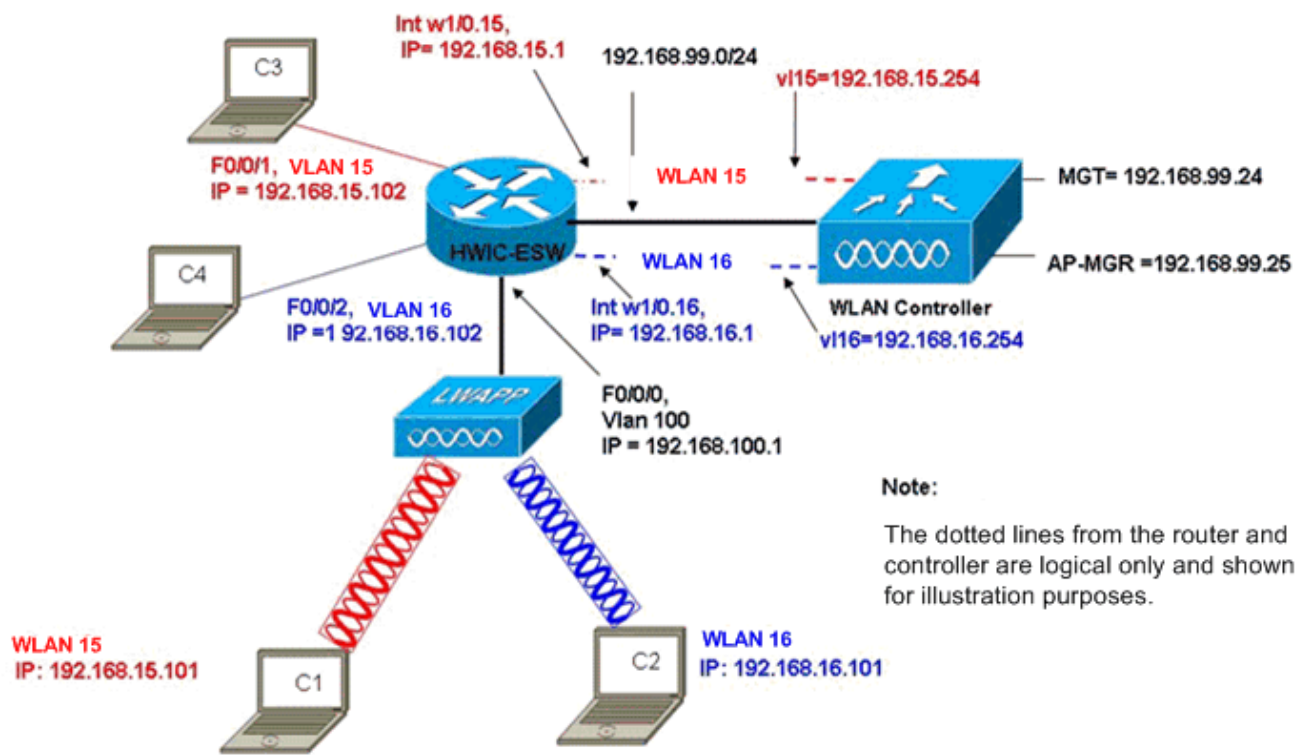 Int w1/0.15,
IP= 192.168.15.1
192.168.99.0/24
vl15=192.168.15.254
C3
F0/0/1, VLAN 15
IP = 192.168.15.102
WLAN 15
MGT= 192.168.99.24
HWIC-ESW
C4
WLAN 16
AP-MGR =192.168.99.25
F0/0/2, VLAN 16
IP =1 92.168.16.102
Int w1/0.16,
IP= 192.168.16.1
WLAN Controller
vl16=192.168.16.254
LWAPP
F0/0/0,
Vlan 100
IP = 192.168.100.1
Note:
The dotted lines from the router and
controller are logical only and shown
for illustration purposes.
WLAN 15
IP: 192.168.15.101
C1
C2
WLAN 16
IP: 192.168.16.101